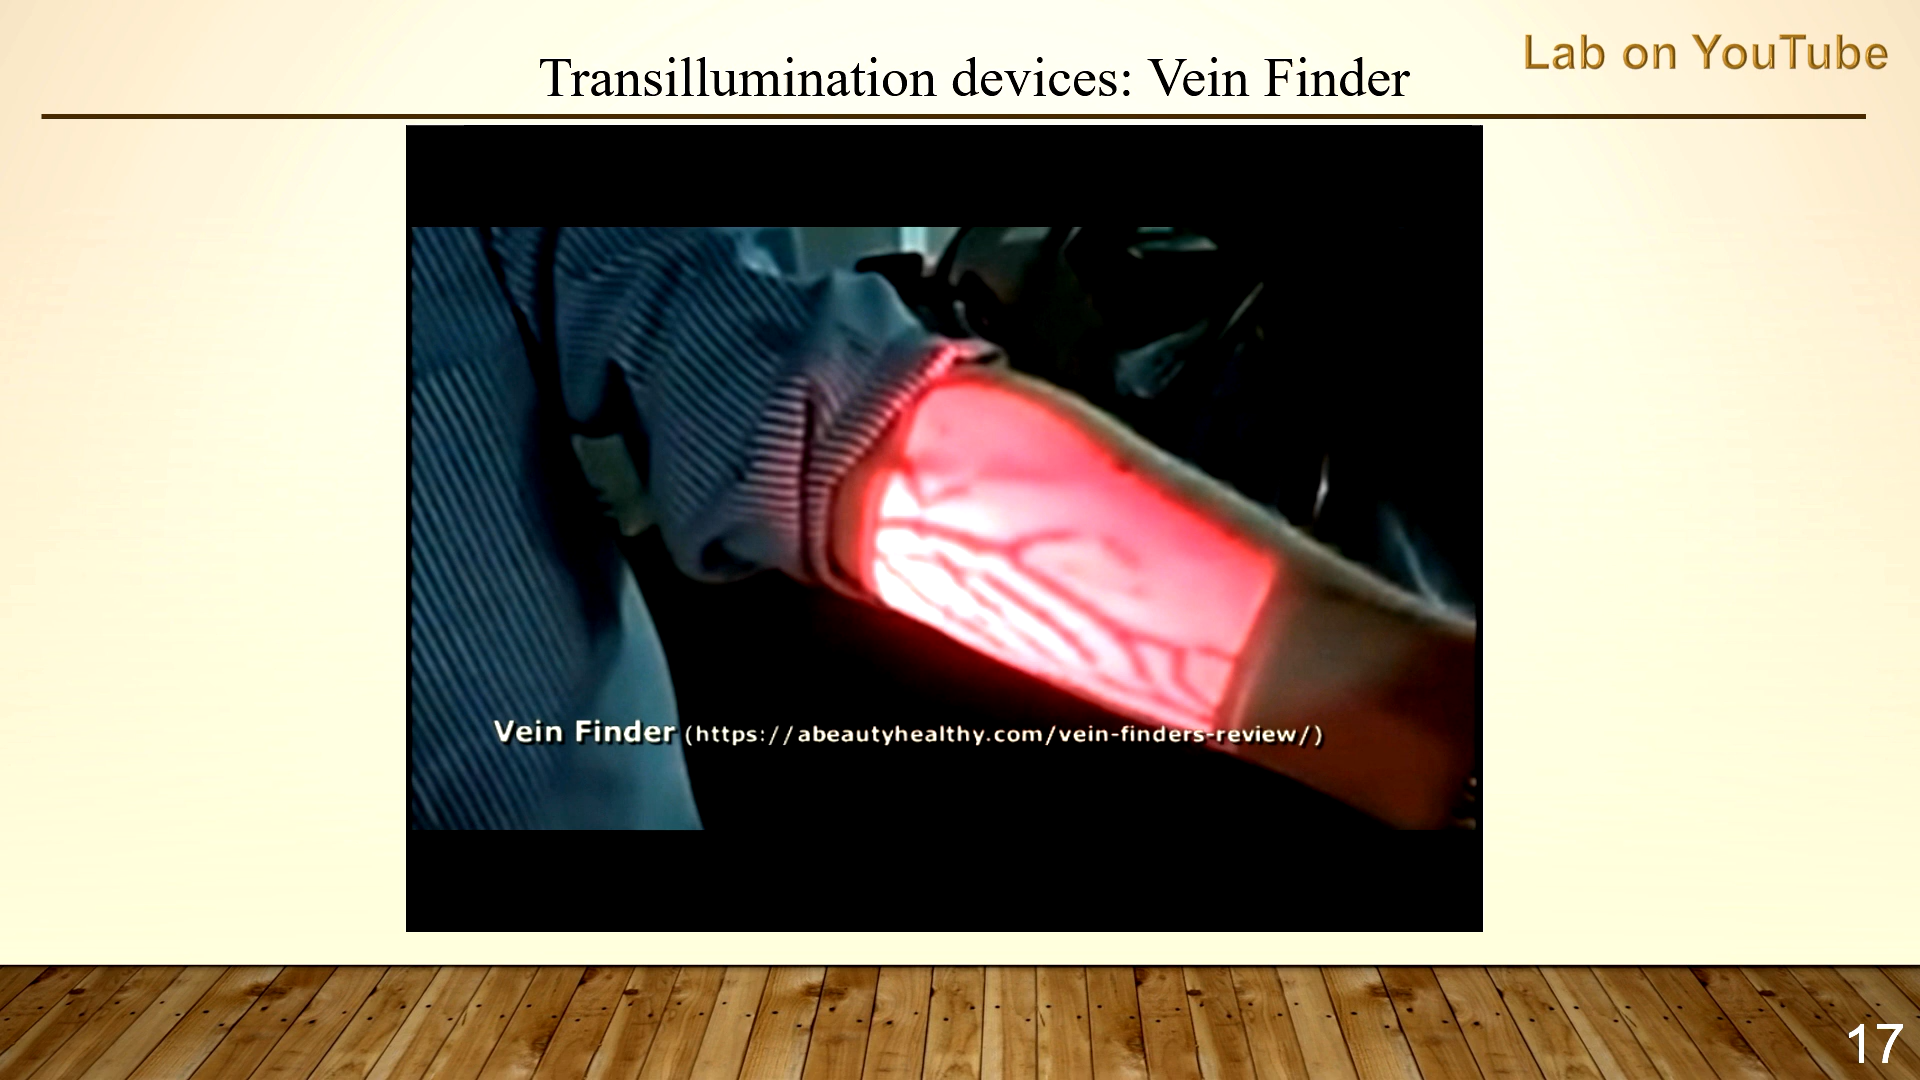 Lab on YouTube
Transillumination devices: Vein Finder
Vein Finder (https://abeautyhealthy.com/vein-finders-review/)
17